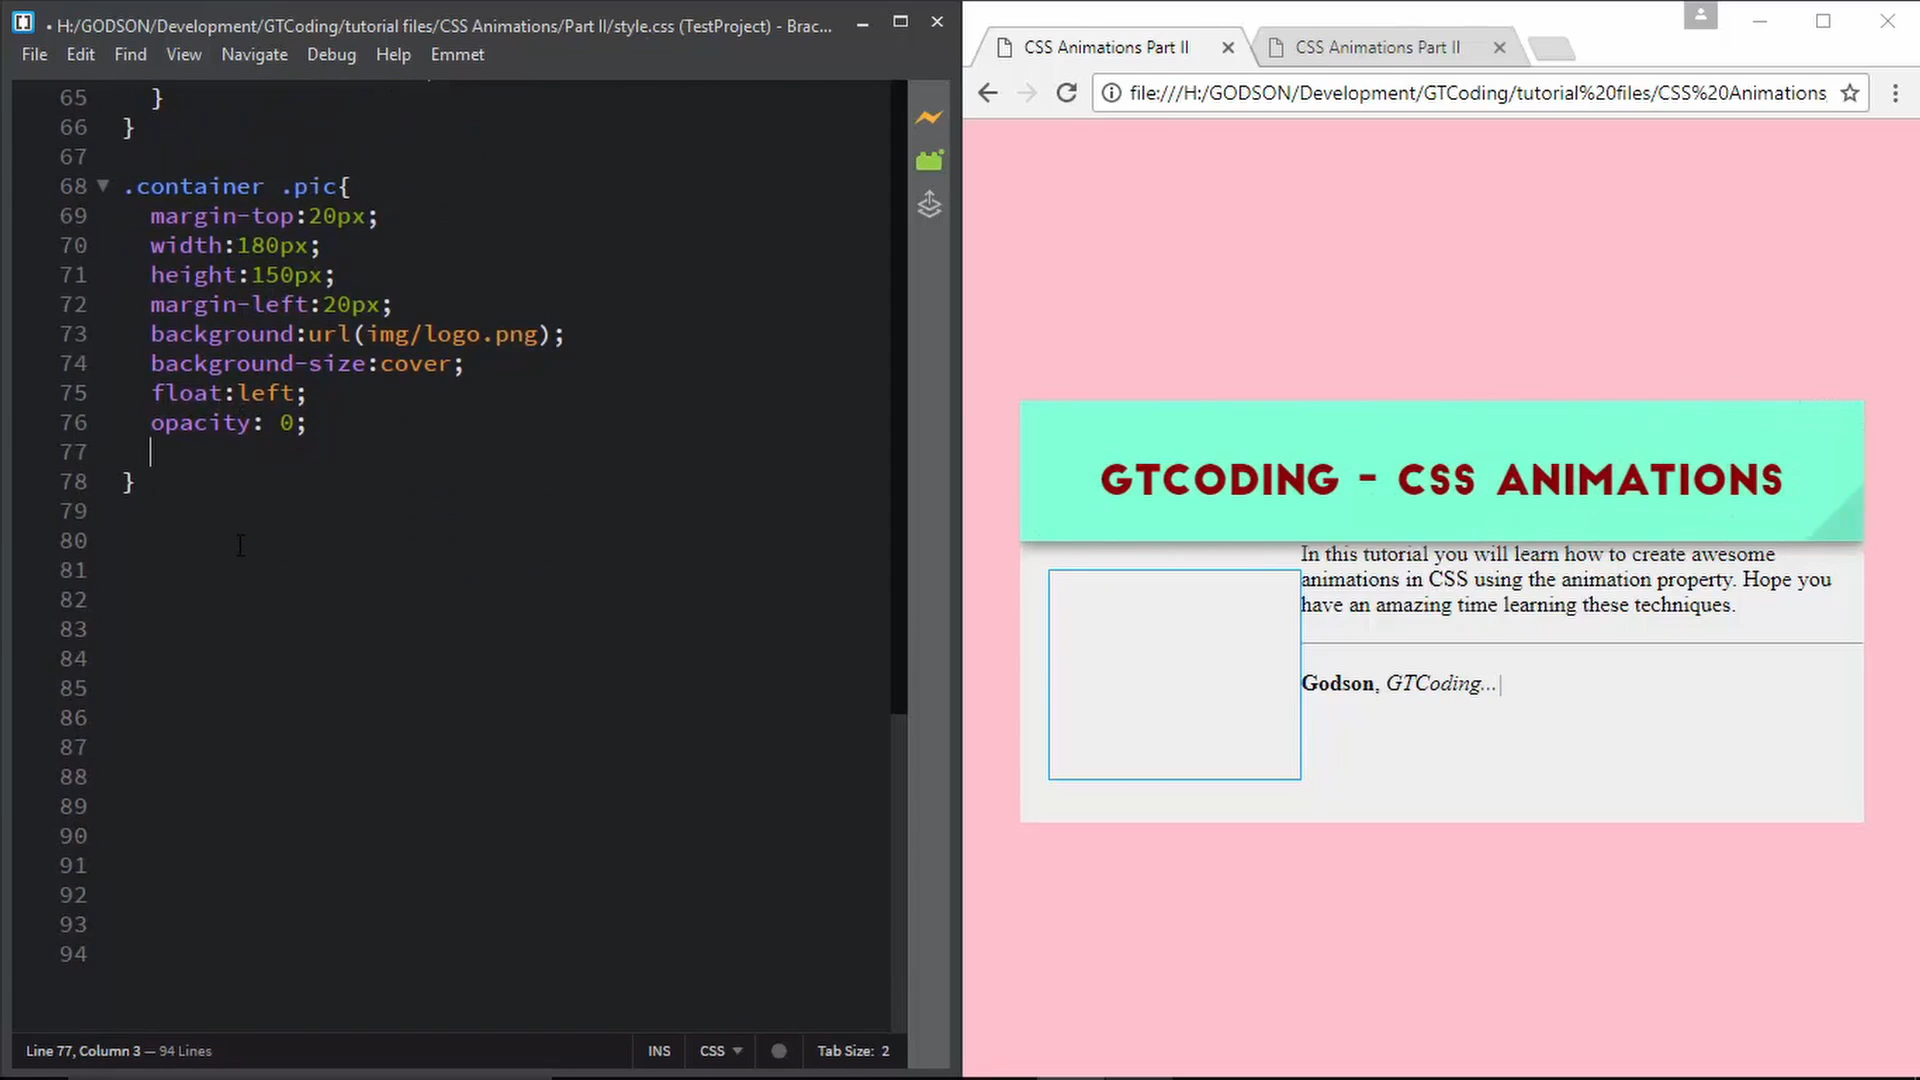 H:/GODSON/Development/GTCoding/tutorial files/CSS Animations/Part II/style.css (TestProject) - Brac...
File Edit Find View Navigate Debug Help Emmet
65 }
66 }
67
68 .container .pic{
69 margin-top:20px;
70 width:180px;
71 height:150px;
72 margin-left:20px;
73 background:url(img/logo.png);
74 background-size:cover;
75 float:left;
76 opacity: 0;
77
78 }
79
80
81
82
83
84
85
86
87
88
89
90
91
92
93
94
Line 77, Column 3 — 94 Lines
INS CSS Tab Size: 2
CSS Animations Part II
CSS Animations Part II
file:///H:/GODSON/Development/GTCoding/tutorial%20files/CSS%20Animations
GTCODING - CSS ANIMATIONS
In this tutorial you will learn how to create awesome
animations in CSS using the animation property. Hope you
have an amazing time learning these techniques.
Godson, GTCoding...|